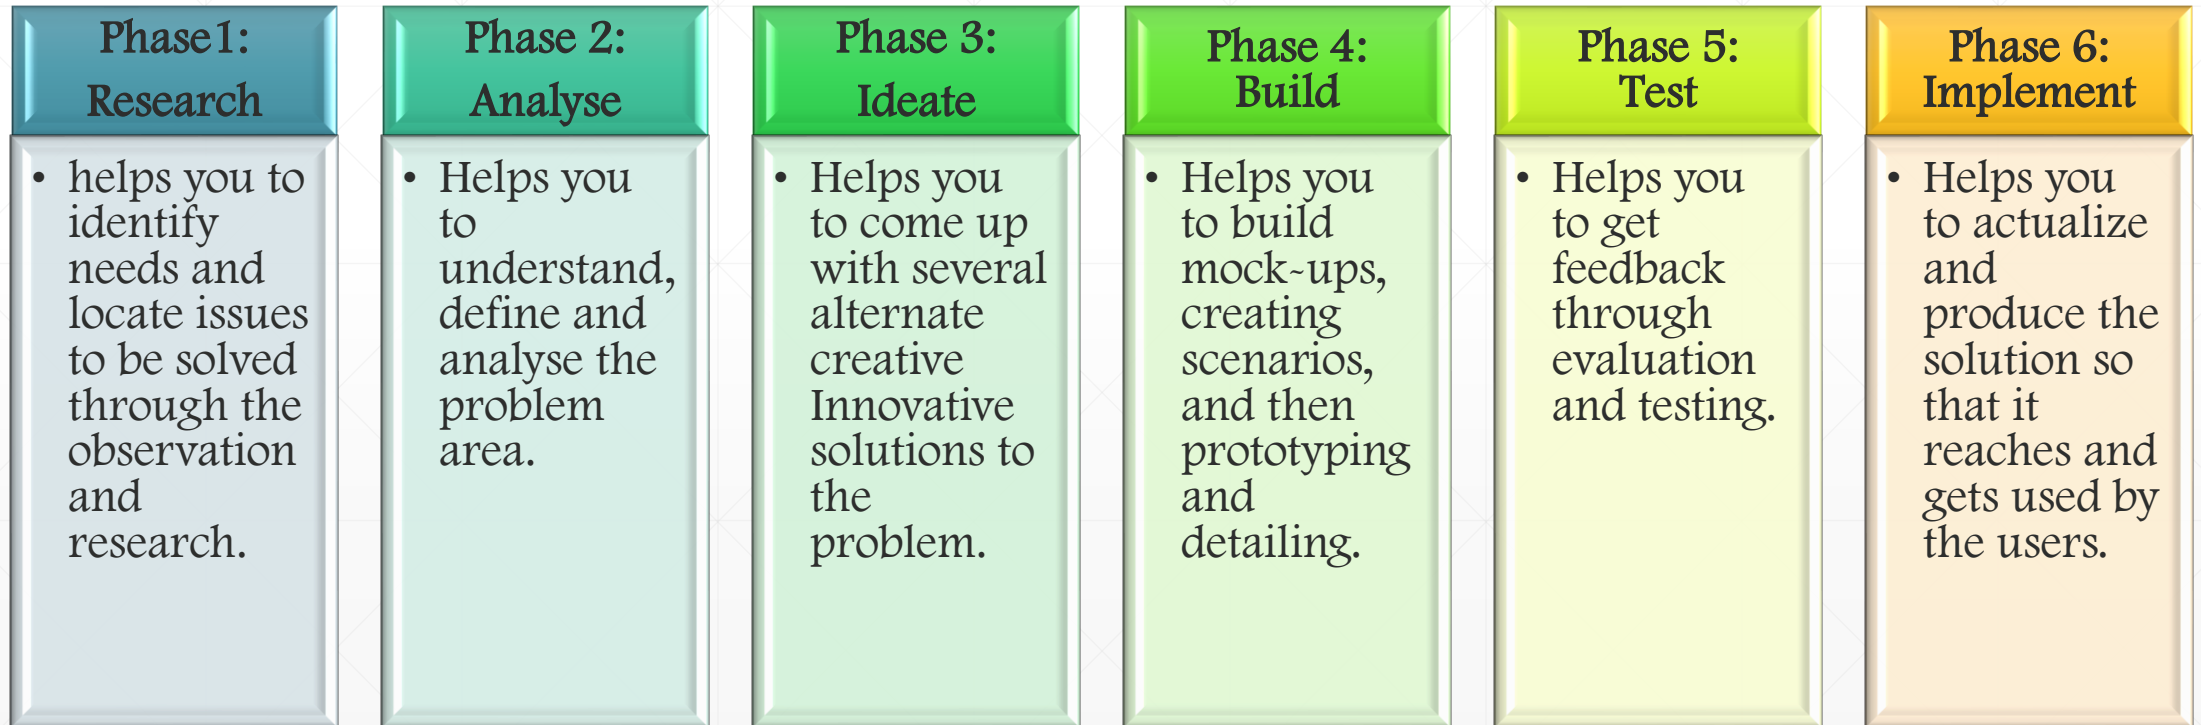 Phase1:
Research
• helps you to
identify
needs and
locate issues
to be solved
through the
observation
and
research.
Phase 2:
Analyse
• Helps you
to
understand,
define and
analyse the
problem
area.
Phase 3:
Ideate
• Helps you
to come up
with several
alternate
creative
Innovative
solutions to
the
problem.
Phase 4:
Build
• Helps you
to build
mock-ups,
creating
scenarios,
and then
prototyping
and
detailing.
Phase 5:
Test
• Helps you
to get
feedback
through
evaluation
and testing.
Phase 6:
Implement
• Helps you
to actualize
and
produce the
solution so
that it
reaches and
gets used by
the users.